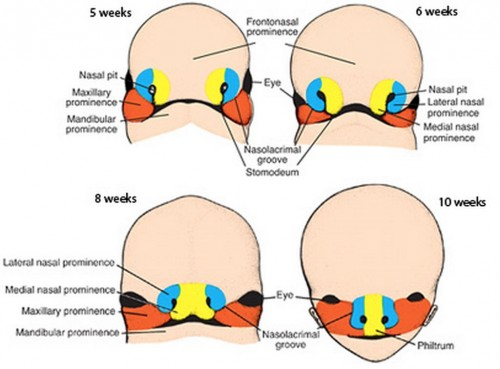 5 weeks
Frontonasal
prominence
6 weeks
Nasal pit
Maxillary
prominence
Mandibular
prominence
Eye
Nasal pit
Lateral nasal
prominence
Medial nasal
prominence
Nasolacrimal
groove
Stomodeum
8 weeks
10 weeks
Lateral nasal prominence
Medial nasal prominence
Maxillary prominence
Mandibular prominence
Eye
Nasolacrimal
groove
Philtrum